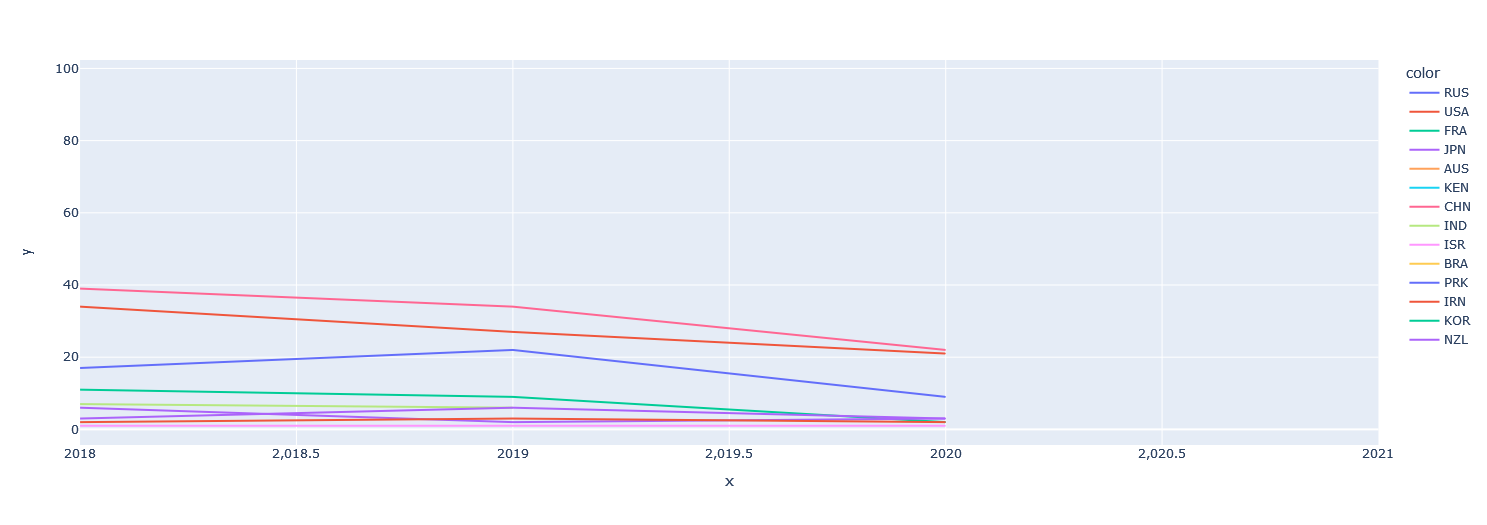 100
80
60
40
20
0
y
2018
2,018.5
2019
2,019.5
2020
2,020.5
2021
x
color
RUS
USA
FRA
JPN
AUS
KEN
CHN
IND
ISR
BRA
PRK
IRN
KOR
NZL